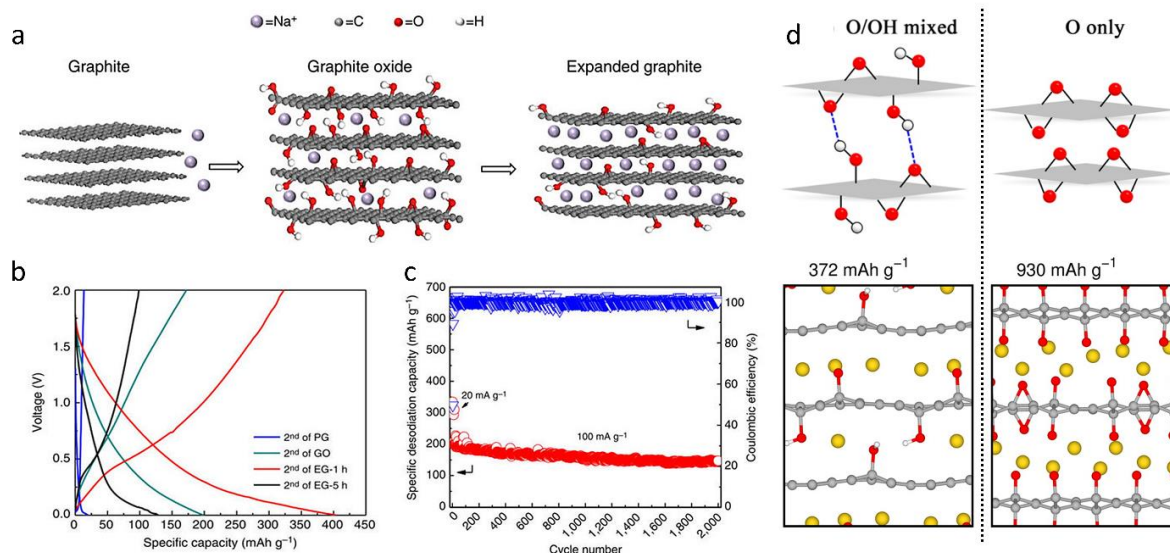 a
=Na⁺ =C =O =H
Graphite
Graphite oxide
Expanded graphite
b
2.0
1.5
1.0
0.5
0.0
Voltage (V)
2nd of PG
2nd of GO
2nd of EG-1 h
2nd of EG-5 h
0 50 100 150 200 250 300 350 400 450
Specific capacity (mAh g⁻¹)
c
700
600
500
400
300
200
100
0
Specific desodiation capacity (mAh g⁻¹)
20 mA g⁻¹
100 mA g⁻¹
100
80
60
40
20
0
Coulombic efficiency (%)
0 200 400 600 800 1,000 1,200 1,400 1,600 1,800 2,000
Cycle number
d
O/OH mixed
O only
372 mAh g⁻¹
930 mAh g⁻¹